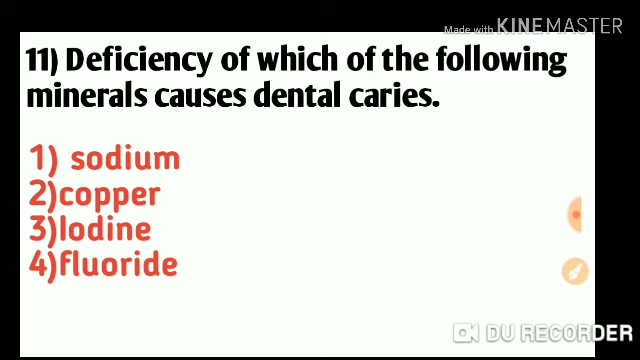 Made with KINEMASTER
11) Deficiency of which of the following
minerals causes dental caries.
1) sodium
2)copper
3)Iodine
4)fluoride
DU RECORDER